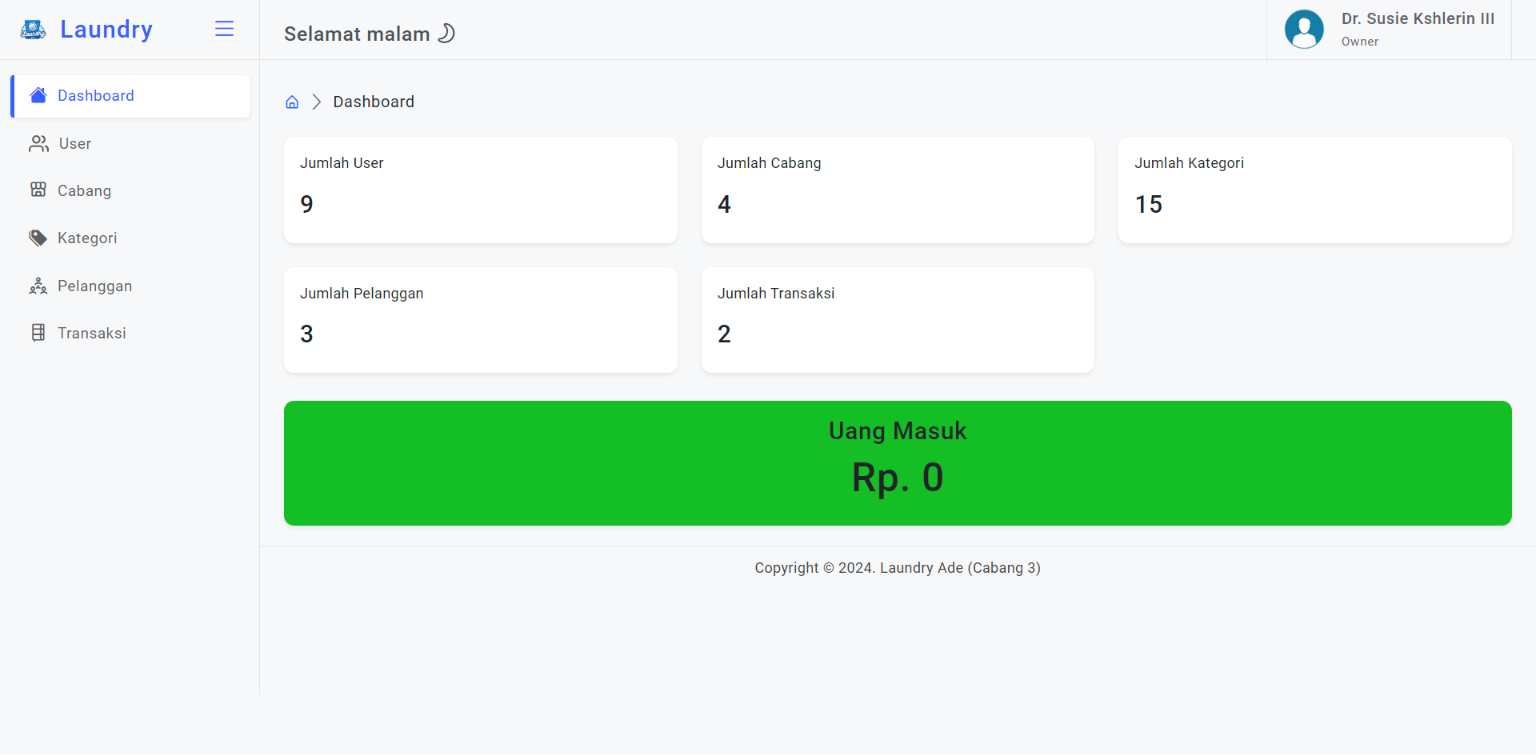 Laundry
Selamat malam
Dr. Susie Kshlerin III
Owner
Dashboard
User
Cabang
Kategori
Pelanggan
Transaksi
Dashboard
Jumlah User
9
Jumlah Cabang
4
Jumlah Kategori
15
Jumlah Pelanggan
3
Jumlah Transaksi
2
Uang Masuk
Rp. 0
Copyright © 2024. Laundry Ade (Cabang 3)